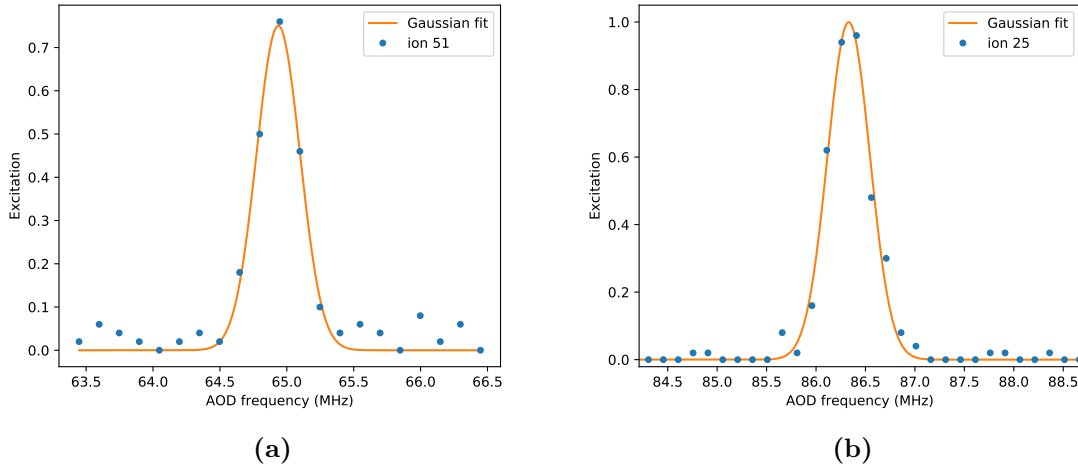 Gaussian fit
ion 51
0.7
0.6
0.5
0.4
0.3
0.2
0.1
0.0
Excitation
63.5 64.0 64.5 65.0 65.5 66.0 66.5
AOD frequency (MHz)
(a)
Gaussian fit
ion 25
1.0
0.8
0.6
0.4
0.2
0.0
Excitation
84.5 85.0 85.5 86.0 86.5 87.0 87.5 88.0 88.5
AOD frequency (MHz)
(b)